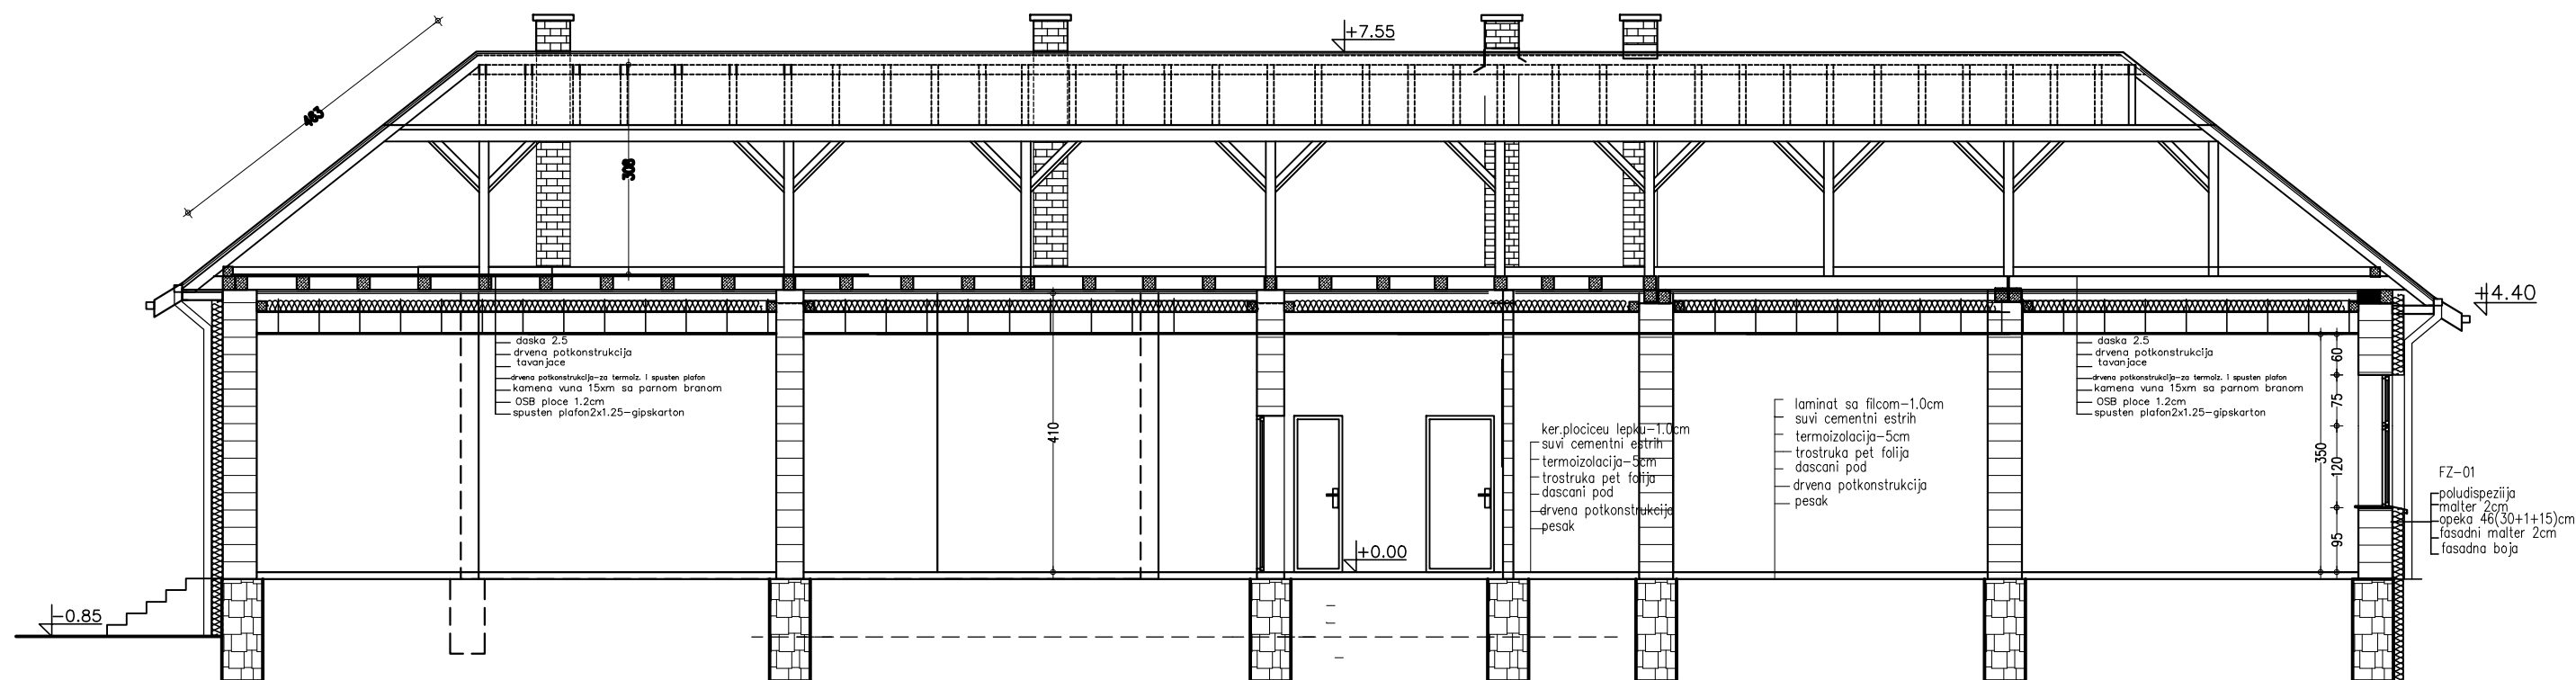 +7.55
463
308
+4.40
daska 2.5
drvena potkonstrukcija
tavanjace
drvena potkonstrukcija-za termoiz. i spusten plafon
kamena vuna 15xm sa parnom branom
OSB ploce 1.2cm
spusten plafon2x1.25-gipskarton
410
ker.plociceu lepku-1.0cm
suvi cementni estrih
termoizolacija-5cm
trostruka pet folija
dascani pod
drvena potkonstrukcija
pesak
laminat sa filcom-1.0cm
suvi cementni estrih
termoizolacija-5cm
trostruka pet folija
dascani pod
drvena potkonstrukcija
pesak
daska 2.5
drvena potkonstrukcija
tavanjace
drvena potkonstrukcija-za termoiz. i spusten plafon
kamena vuna 15xm sa parnom branom
OSB ploce 1.2cm
spusten plafon2x1.25-gipskarton
350
60
75
120
95
FZ-01
poludispeziija
malter 2cm
opeka 46(30+1+15)cm
fasadni malter 2cm
fasadna boja
+0.00
-0.85